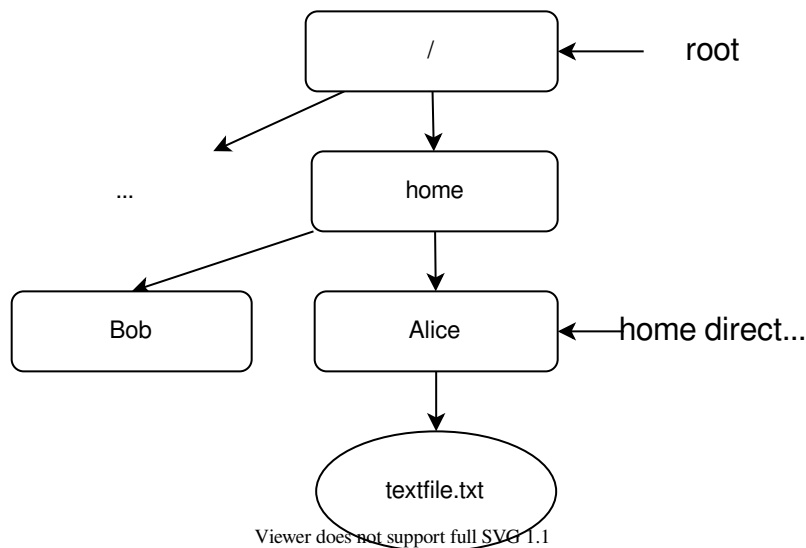 /
root
...
home
Bob
Alice
home direct...
textfile.txt
Viewer does not support full SVG 1.1